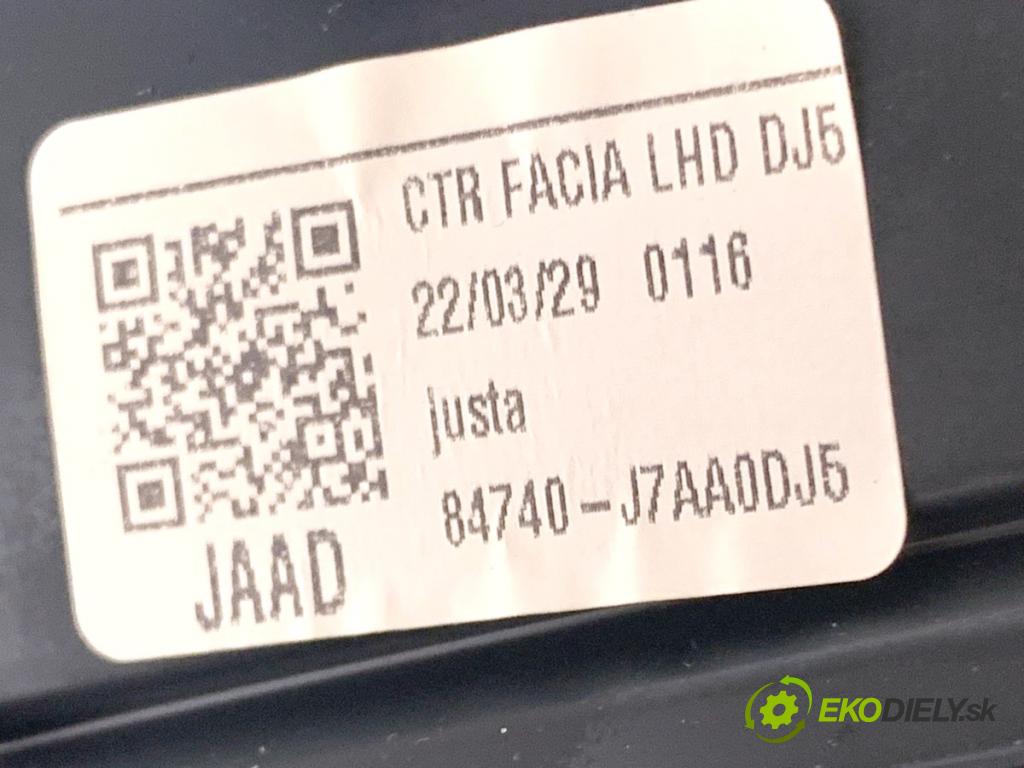 CTR FACIA LHD DJ5
22/03/29 0116
justa
84740-J7AA0DJ5
JAAD
EKODIELY.sk